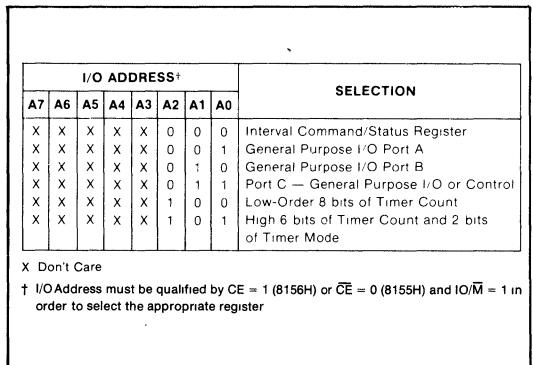 I/O ADDRESS†
SELECTION
A7 A6 A5 A4 A3 A2 A1 A0
X X X X X 0 0 0 Interval Command/Status Register
X X X X X 0 0 1 General Purpose I/O Port A
X X X X X 0 1 0 General Purpose I/O Port B
X X X X X 0 1 1 Port C — General Purpose I/O or Control
X X X X X 1 0 0 Low-Order 8 bits of Timer Count
X X X X X 1 0 1 High 6 bits of Timer Count and 2 bits
of Timer Mode
X Don't Care
† I/O Address must be qualified by CE = 1 (8156H) or C̅E̅ = 0 (8155H) and IO/M̅ = 1 in
order to select the appropriate register